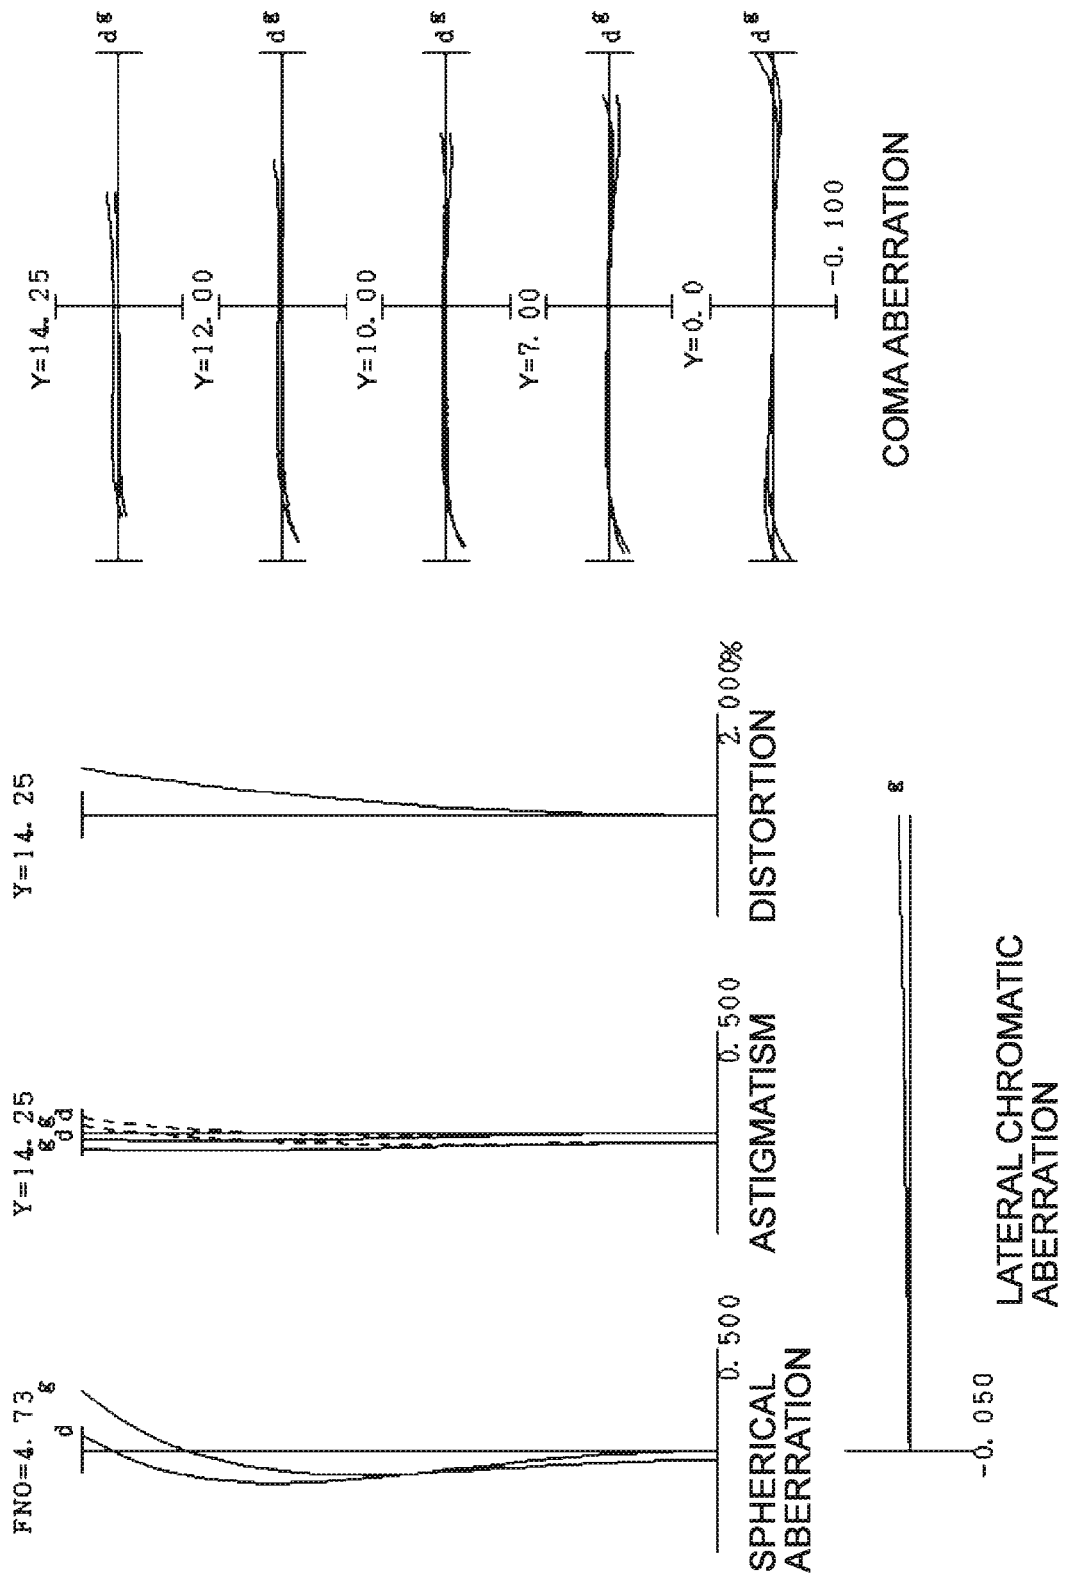 FNO=4. 73
d
g
0. 500
SPHERICAL
ABERRATION
Y=14. 25
g g
d d
0. 500
ASTIGMATISM
Y=14. 25
2. 000%
DISTORTION
-0. 050
g
LATERAL CHROMATIC
ABERRATION
Y=14. 25
d g
Y=12. 00
d g
Y=10. 00
d g
Y=7. 00
d g
Y=0. 0
d g
-0. 100
COMA ABERRATION